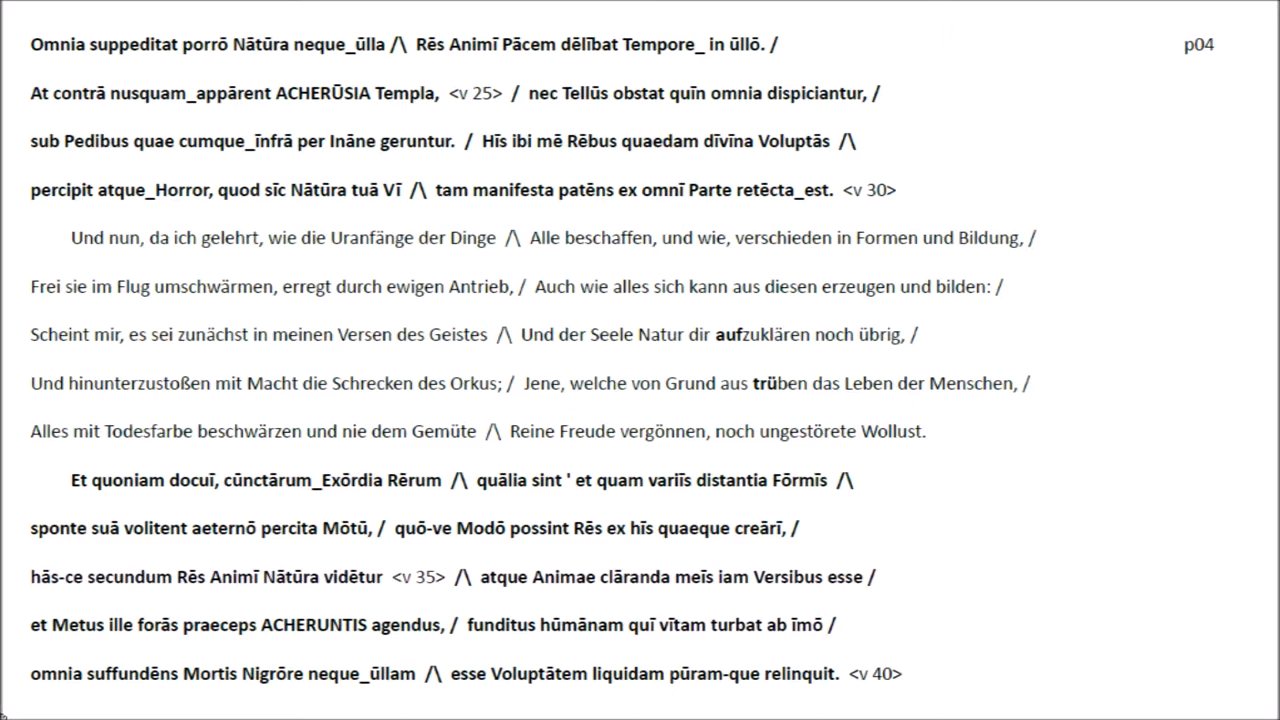 Omnia suppeditat porrō Nātūra neque_ūlla /\ Rēs Animī Pācem dēlībat Tempore_ in ūllō. / p04
At contrā nusquam_appārent ACHERŪSIA Templa, <v 25> / nec Tellūs obstat quīn omnia dispiciantur, /
sub Pedibus quae cumque_īnfrā per Ināne geruntur. / Hīs ibi mē Rēbus quaedam dīvīna Voluptās /\
percipit atque_Horror, quod sīc Nātūra tuā Vī /\ tam manifesta patēns ex omnī Parte retēcta_est. <v 30>
Und nun, da ich gelehrt, wie die Uranfänge der Dinge /\ Alle beschaffen, und wie, verschieden in Formen und Bildung, /
Frei sie im Flug umschwärmen, erregt durch ewigen Antrieb, / Auch wie alles sich kann aus diesen erzeugen und bilden: /
Scheint mir, es sei zunächst in meinen Versen des Geistes /\ Und der Seele Natur dir aufzuklären noch übrig, /
Und hinunterzustoßen mit Macht die Schrecken des Orkus; / Jene, welche von Grund aus trüben das Leben der Menschen, /
Alles mit Todesfarbe beschwärzen und nie dem Gemüte /\ Reine Freude vergönnen, noch ungestörete Wollust.
Et quoniam docuī, cūnctārum_Exōrdia Rērum /\ quālia sint ' et quam variīs distantia Fōrmīs /\
sponte suā volitent aeternō percita Mōtū, / quō-ve Modō possint Rēs ex hīs quaeque creārī, /
hās-ce secundum Rēs Animī Nātūra vidētur <v 35> /\ atque Animae clāranda meīs iam Versibus esse /
et Metus ille forās praeceps ACHERUNTIS agendus, / funditus hūmānam quī vītam turbat ab īmō /
omnia suffundēns Mortis Nigrōre neque_ūllam /\ esse Voluptātem liquidam pūram-que relinquit. <v 40>